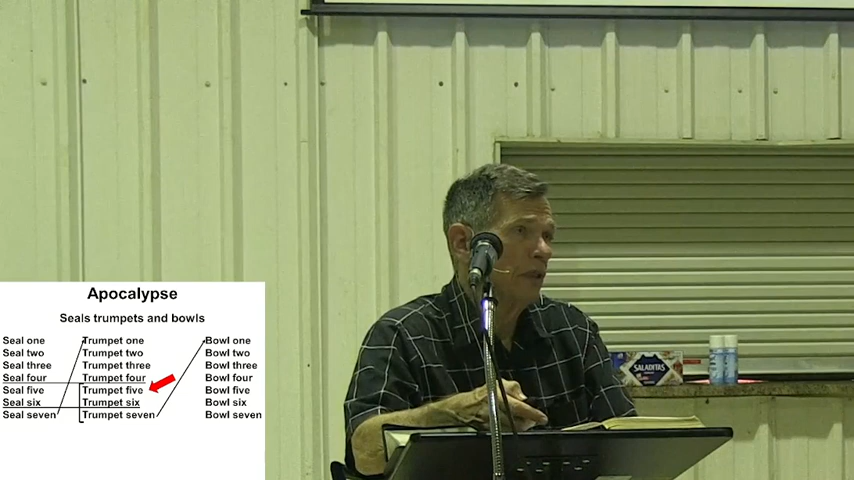 Apocalypse
Seals trumpets and bowls
Seal one Trumpet one Bowl one
Seal two Trumpet two Bowl two
Seal three Trumpet three Bowl three
Seal four Trumpet four Bowl four
Seal five Trumpet five Bowl five
Seal six Trumpet six Bowl six
Seal seven Trumpet seven Bowl seven
SALADITAS